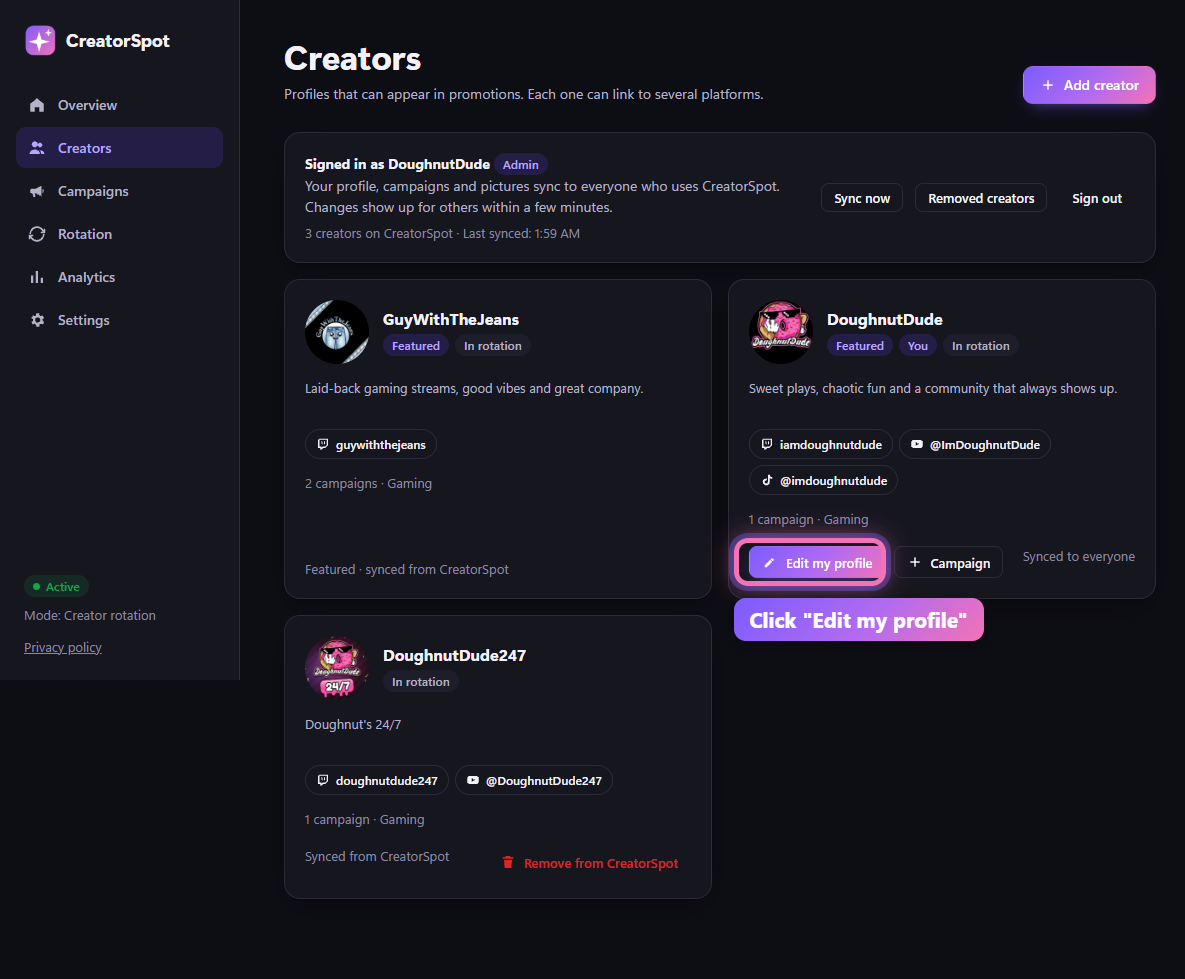 CreatorSpot
Overview
Creators
Campaigns
Rotation
Analytics
Settings
Active
Mode: Creator rotation
Privacy policy
Creators
Profiles that can appear in promotions. Each one can link to several platforms.
+ Add creator
Signed in as DoughnutDude Admin
Your profile, campaigns and pictures sync to everyone who uses CreatorSpot.
Changes show up for others within a few minutes.
3 creators on CreatorSpot · Last synced: 1:59 AM
Sync now Removed creators Sign out
GuyWithTheJeans
Featured In rotation
Laid-back gaming streams, good vibes and great company.
guywiththejeans
2 campaigns · Gaming
Featured · synced from CreatorSpot
DoughnutDude
DoughnutDude
Featured You In rotation
Sweet plays, chaotic fun and a community that always shows up.
iamdoughnutdude @ImDoughnutDude
@imdoughnutdude
1 campaign · Gaming
Edit my profile + Campaign Synced to everyone
Click "Edit my profile"
DoughnutDude
24/7
DoughnutDude247
In rotation
Doughnut's 24/7
doughnutdude247 @DoughnutDude247
1 campaign · Gaming
Synced from CreatorSpot Remove from CreatorSpot